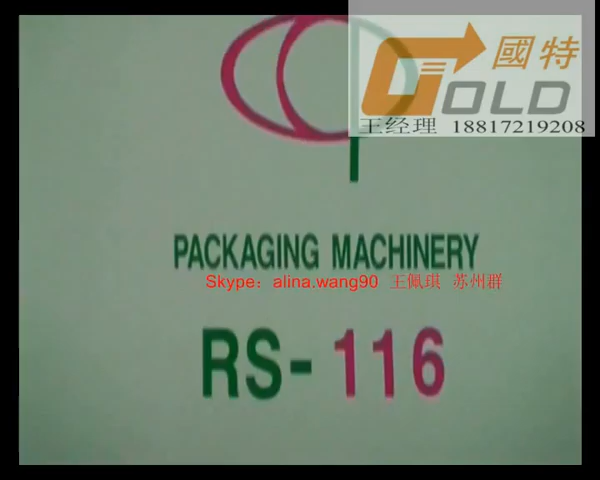 國特
GOLD
王经理 18817219208
PACKAGING MACHINERY
Skype：alina.wang90 王佩琪 苏州群
RS-116